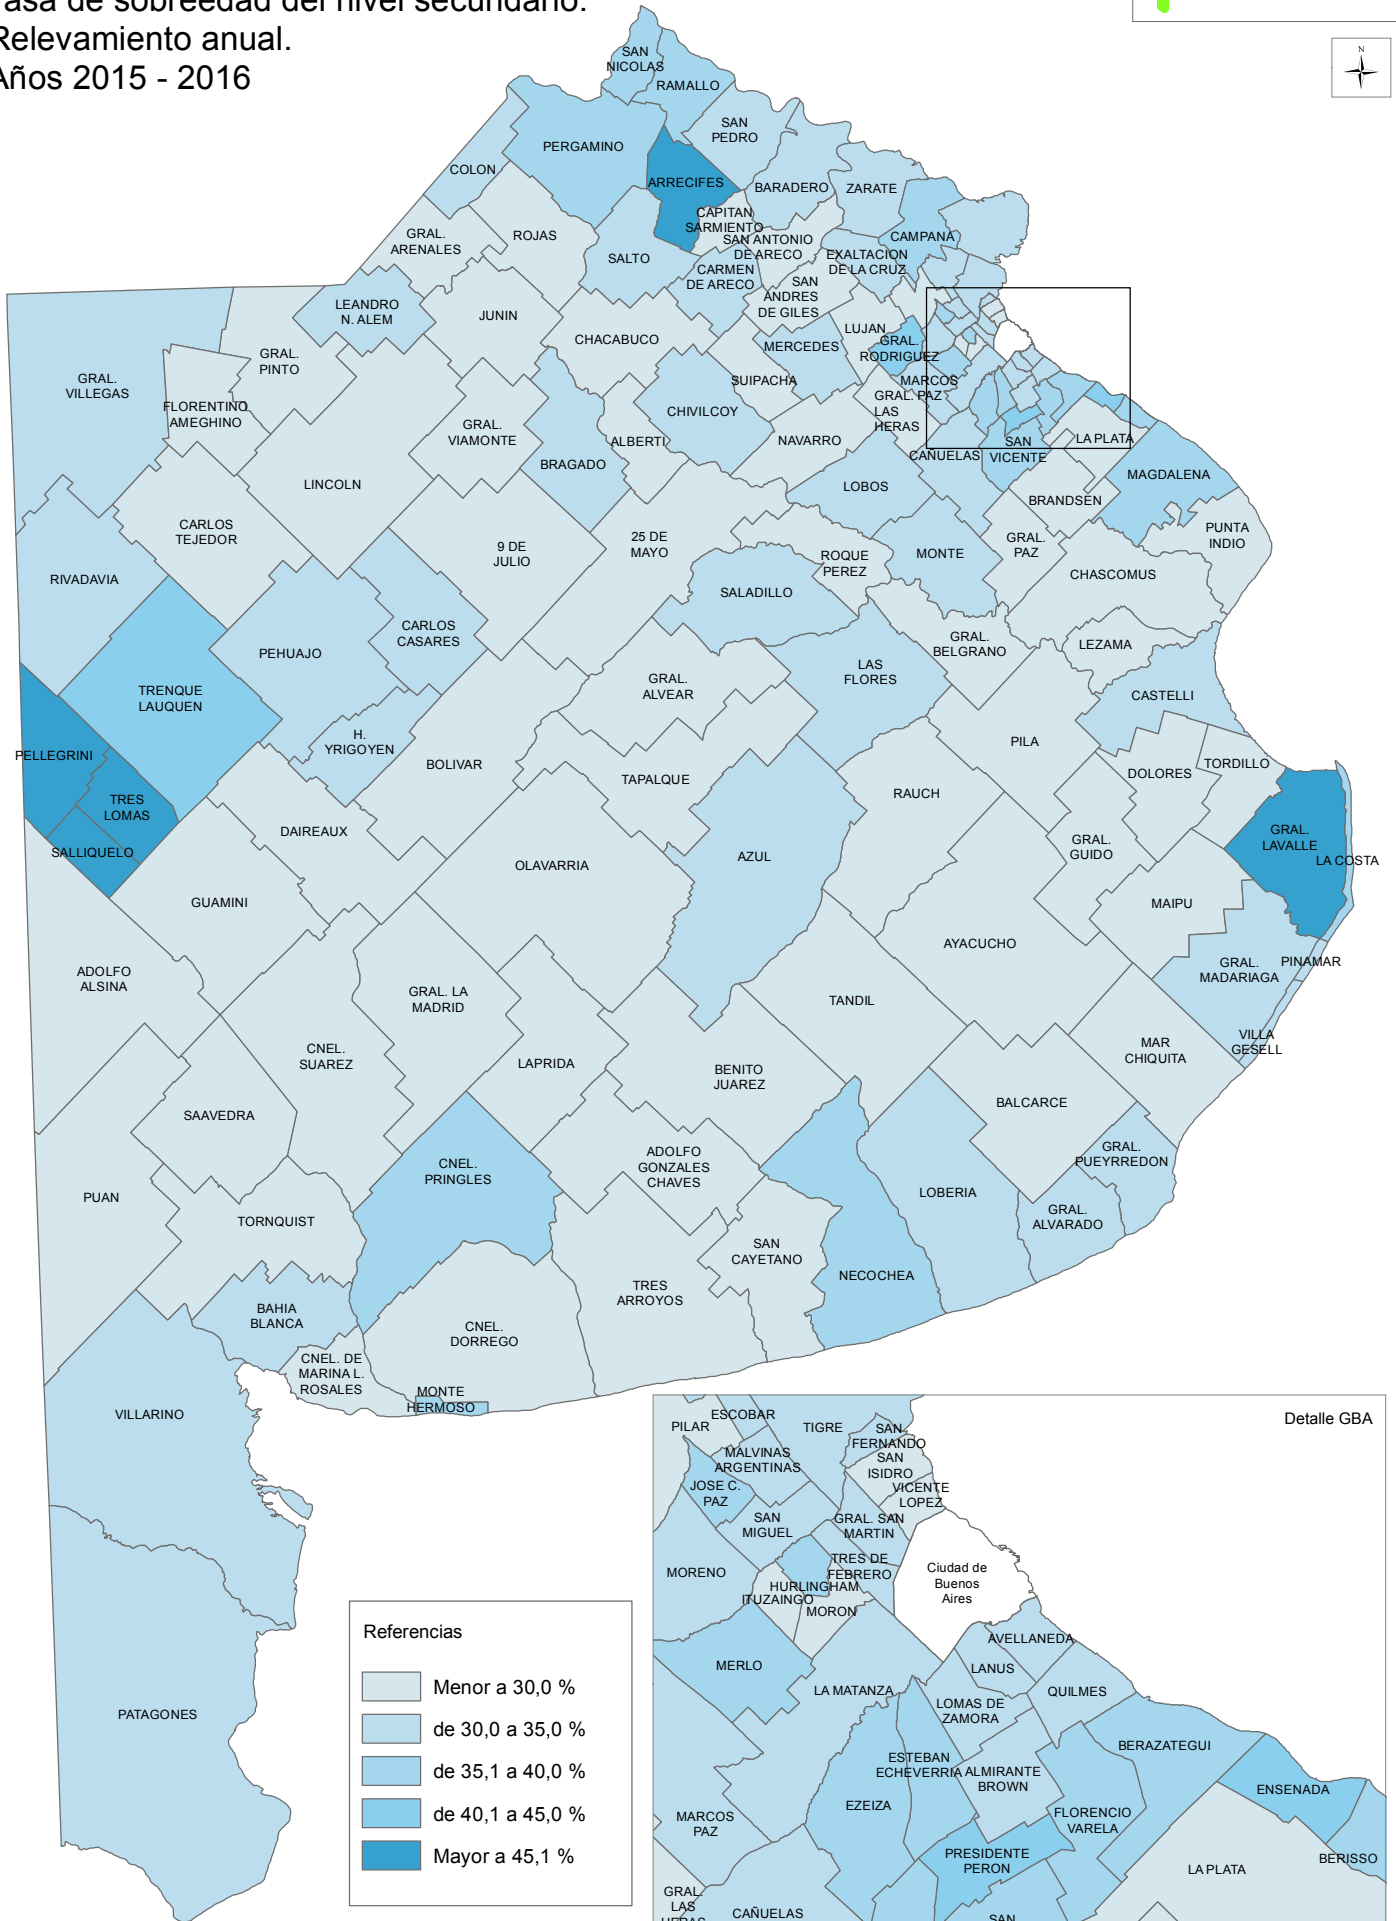 Tasa de sobreedad del nivel secundario.
Relevamiento anual.
Años 2015 - 2016
N
SAN
NICOLAS
RAMALLO
SAN
PEDRO
PERGAMINO
COLON
ARRECIFES
BARADERO
ZARATE
CAPITAN
SARMIENTO
GRAL.
ARENALES
ROJAS
SAN ANTONIO
DE ARECO
CAMPANA
SALTO
EXALTACION
DE LA CRUZ
CARMEN
DE ARECO
SAN
ANDRES
DE GILES
LEANDRO
N. ALEM
JUNIN
CHACABUCO
MERCEDES
LUJAN
GRAL.
RODRIGUEZ
GRAL.
VILLEGAS
GRAL.
PINTO
FLORENTINO
AMEGHINO
SUIPACHA
MARCOS
PAZ
GRAL.
LAS
HERAS
CHIVILCOY
GRAL.
VIAMONTE
ALBERTI
NAVARRO
LA PLATA
BRAGADO
CAÑUELAS
SAN
VICENTE
LINCOLN
LOBOS
MAGDALENA
BRANDSEN
CARLOS
TEJEDOR
9 DE
JULIO
25 DE
MAYO
ROQUE
PEREZ
MONTE
GRAL.
PAZ
PUNTA
INDIO
RIVADAVIA
SALADILLO
CHASCOMUS
CARLOS
CASARES
PEHUAJO
GRAL.
BELGRANO
LEZAMA
TRENQUE
LAUQUEN
GRAL.
ALVEAR
LAS
FLORES
CASTELLI
H.
YRIGOYEN
PELLEGRINI
BOLIVAR
TAPALQUE
PILA
DOLORES
TORDILLO
TRES
LOMAS
RAUCH
DAIREAUX
SALLIQUELO
OLAVARRIA
AZUL
GRAL.
GUIDO
GRAL.
LAVALLE
LA COSTA
GUAMINI
MAIPU
AYACUCHO
ADOLFO
ALSINA
GRAL. LA
MADRID
TANDIL
GRAL.
MADARIAGA
PINAMAR
CNEL.
SUAREZ
LAPRIDA
BENITO
JUAREZ
MAR
CHIQUITA
VILLA
GESELL
SAAVEDRA
BALCARCE
CNEL.
PRINGLES
ADOLFO
GONZALES
CHAVES
GRAL.
PUEYRREDON
PUAN
LOBERIA
TORNQUIST
GRAL.
ALVARADO
SAN
CAYETANO
NECOCHEA
TRES
ARROYOS
BAHIA
BLANCA
CNEL.
DORREGO
CNEL. DE
MARINA L.
ROSALES
MONTE
HERMOSO
VILLARINO
PATAGONES
Referencias
Menor a 30,0 %
de 30,0 a 35,0 %
de 35,1 a 40,0 %
de 40,1 a 45,0 %
Mayor a 45,1 %
Detalle GBA
PILAR
ESCOBAR
TIGRE
SAN
FERNANDO
MALVINAS
ARGENTINAS
SAN
ISIDRO
JOSE C.
PAZ
VICENTE
LOPEZ
SAN
MIGUEL
GRAL. SAN
MARTIN
MORENO
TRES DE
FEBRERO
HURLINGHAM
ITUZAINGO
MORON
Ciudad de
Buenos
Aires
MERLO
AVELLANEDA
LANUS
LA MATANZA
QUILMES
LOMAS DE
ZAMORA
BERAZATEGUI
ESTEBAN
ECHEVERRIA
ALMIRANTE
BROWN
ENSENADA
EZEIZA
MARCOS
PAZ
FLORENCIO
VARELA
PRESIDENTE
PERON
BERISSO
LA PLATA
GRAL.
LAS
HERAS
CAÑUELAS
SAN